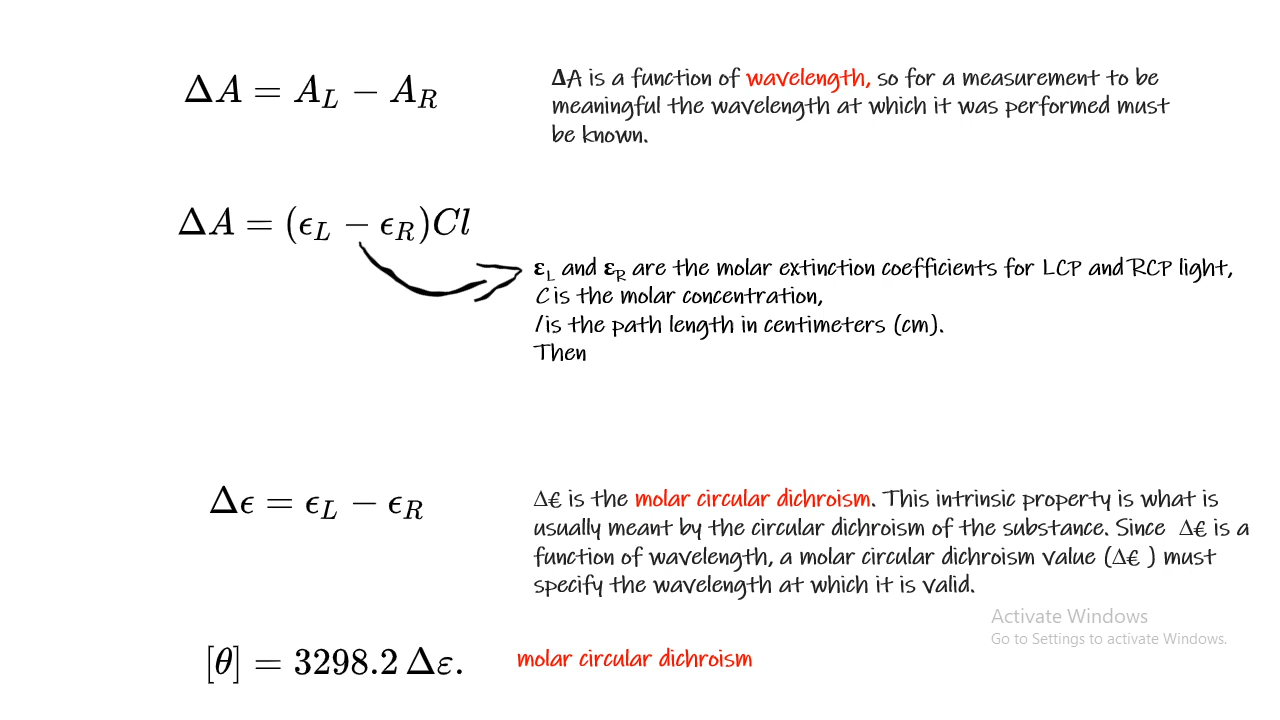 ΔA = A_L − A_R
ΔA is a function of wavelength, so for a measurement to be
meaningful the wavelength at which it was performed must
be known.
ΔA = (ϵ_L − ϵ_R)Cl
ε_L and ε_R are the molar extinction coefficients for LCP and RCP light,
C is the molar concentration,
l is the path length in centimeters (cm).
Then
Δϵ = ϵ_L − ϵ_R
Δ€ is the molar circular dichroism. This intrinsic property is what is
usually meant by the circular dichroism of the substance. Since Δ€ is a
function of wavelength, a molar circular dichroism value (Δ€ ) must
specify the wavelength at which it is valid.
Activate Windows
Go to Settings to activate Windows.
[θ] = 3298.2 Δε.
molar circular dichroism